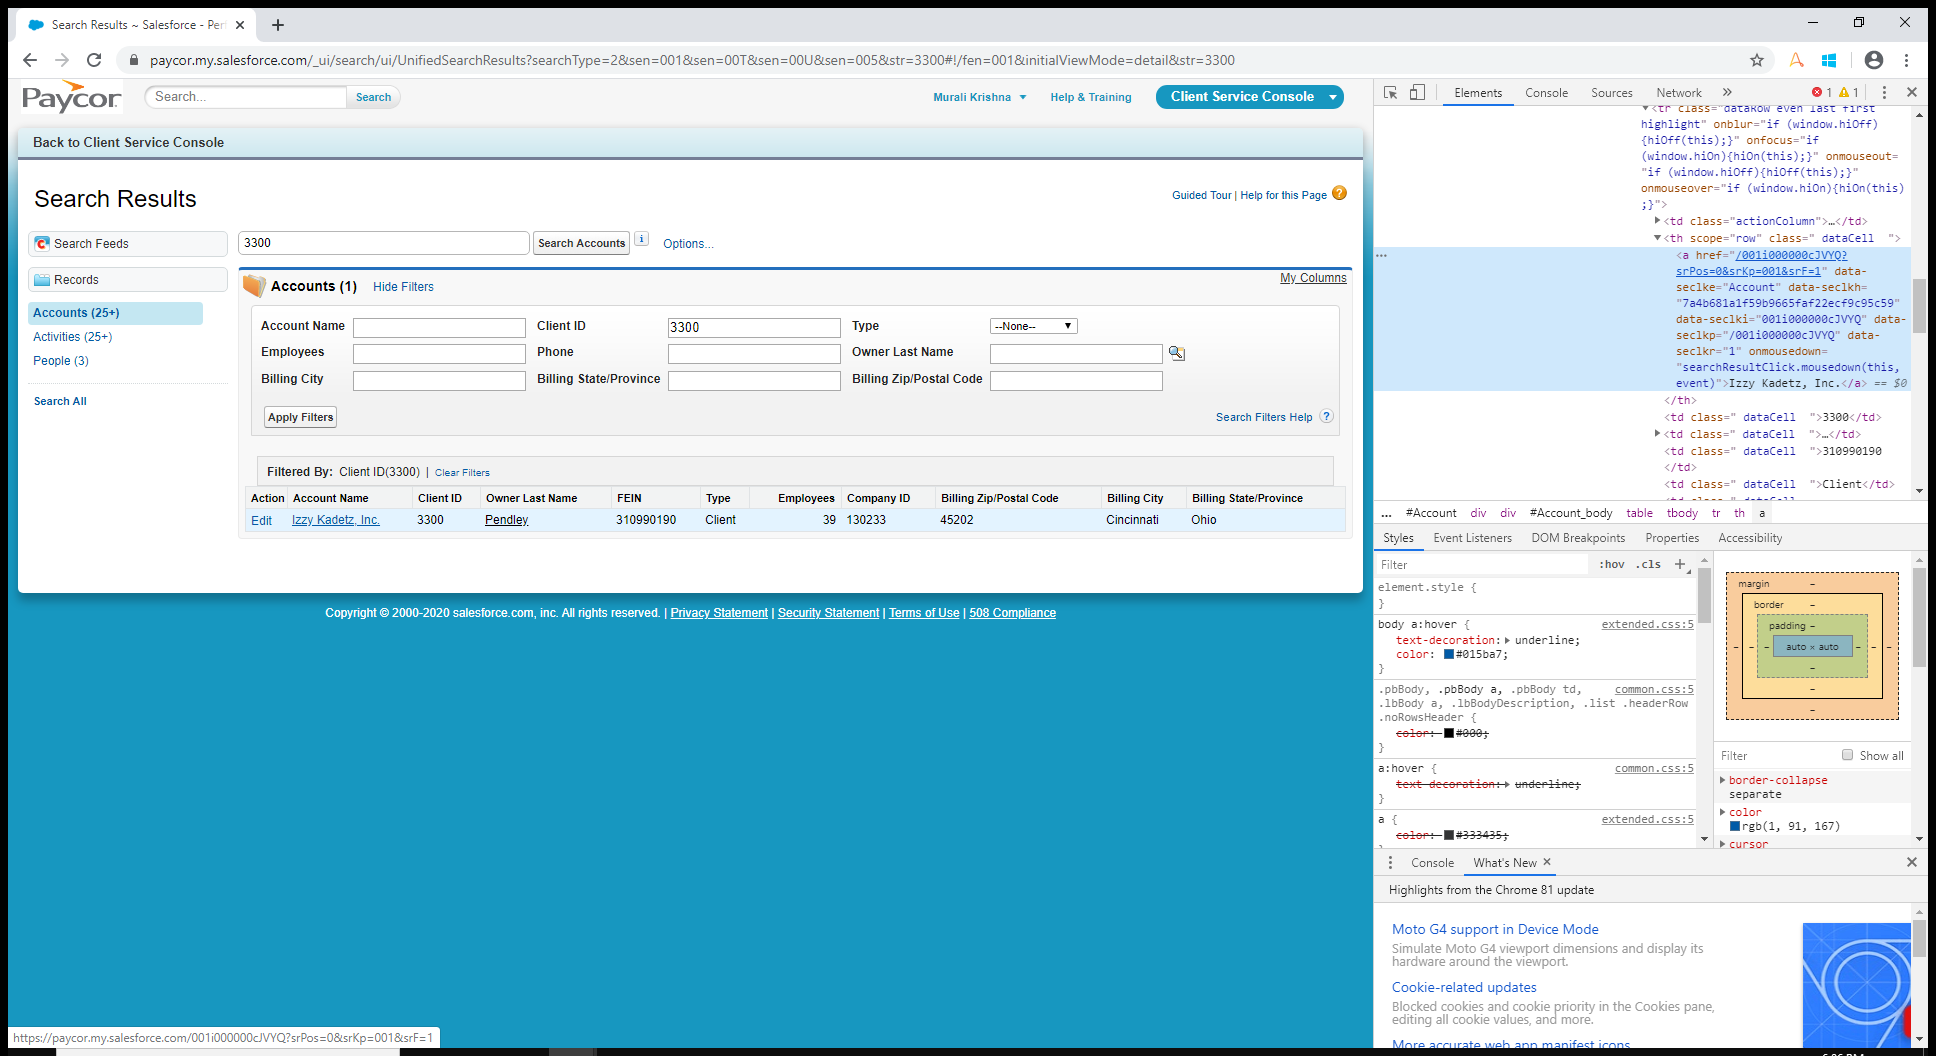 Search Results ~ Salesforce - Per
paycor.my.salesforce.com/_ui/search/ui/UnifiedSearchResults?searchType=2&sen=001&sen=00T&sen=00U&sen=005&str=3300#!/fen=001&initialViewMode=detail&str=3300
Paycor
Search...
Search
Murali Krishna
Help & Training
Client Service Console
Back to Client Service Console
Search Results
Guided Tour | Help for this Page
Search Feeds
3300
Search Accounts
Options...
Records
Accounts (25+)
Activities (25+)
People (3)
Search All
Accounts (1)
Hide Filters
My Columns
Account Name
Client ID
3300
Type
--None--
Employees
Phone
Owner Last Name
Billing City
Billing State/Province
Billing Zip/Postal Code
Apply Filters
Search Filters Help
Filtered By: Client ID(3300) | Clear Filters
Action Account Name Client ID Owner Last Name FEIN Type Employees Company ID Billing Zip/Postal Code Billing City Billing State/Province
Edit Izzy Kadetz, Inc. 3300 Pendley 310990190 Client 39 130233 45202 Cincinnati Ohio
Copyright © 2000-2020 salesforce.com, inc. All rights reserved. | Privacy Statement | Security Statement | Terms of Use | 508 Compliance
https://paycor.my.salesforce.com/001i000000cJVYQ?srPos=0&srKp=001&srF=1
Elements Console Sources Network » 1 1
<tr class="dataRow even last first
highlight" onblur="if (window.hiOff)
{hiOff(this);}" onfocus="if
(window.hiOn){hiOn(this);}" onmouseout=
"if (window.hiOff){hiOff(this);}"
onmouseover="if (window.hiOn){hiOn(this)
;}">
<td class="actionColumn">…</td>
<th scope="row" class=" dataCell  ">
<a href="/001i000000cJVYQ?
srPos=0&srKp=001&srF=1" data-
seclke="Account" data-seclkh=
"7a4b681a1f59b9665faf22ecf9c95c59"
data-seclki="001i000000cJVYQ" data-
seclkp="/001i000000cJVYQ" data-
seclkr="1" onmousedown=
"searchResultClick.mousedown(this,
event)">Izzy Kadetz, Inc.</a> == $0
</th>
<td class=" dataCell  ">3300</td>
<td class=" dataCell  ">…</td>
<td class=" dataCell  ">310990190
</td>
<td class=" dataCell  ">Client</td>
... #Account div div #Account_body table tbody tr th a
Styles Event Listeners DOM Breakpoints Properties Accessibility
Filter :hov .cls +
element.style {
}
body a:hover { extended.css:5
text-decoration: underline;
color: #015ba7;
}
.pbBody, .pbBody a, .pbBody td, common.css:5
.lbBody a, .lbBodyDescription, .list .headerRow
.noRowsHeader {
color: #000;
}
a:hover { common.css:5
text-decoration: underline;
}
a { extended.css:5
color: #333435;
margin –
border –
padding –
auto × auto
Filter Show all
border-collapse
separate
color
rgb(1, 91, 167)
cursor
Console What's New
Highlights from the Chrome 81 update
Moto G4 support in Device Mode
Simulate Moto G4 viewport dimensions and display its
hardware around the viewport.
Cookie-related updates
Blocked cookies and cookie priority in the Cookies pane,
editing all cookie values, and more.
More accurate web app manifest icons